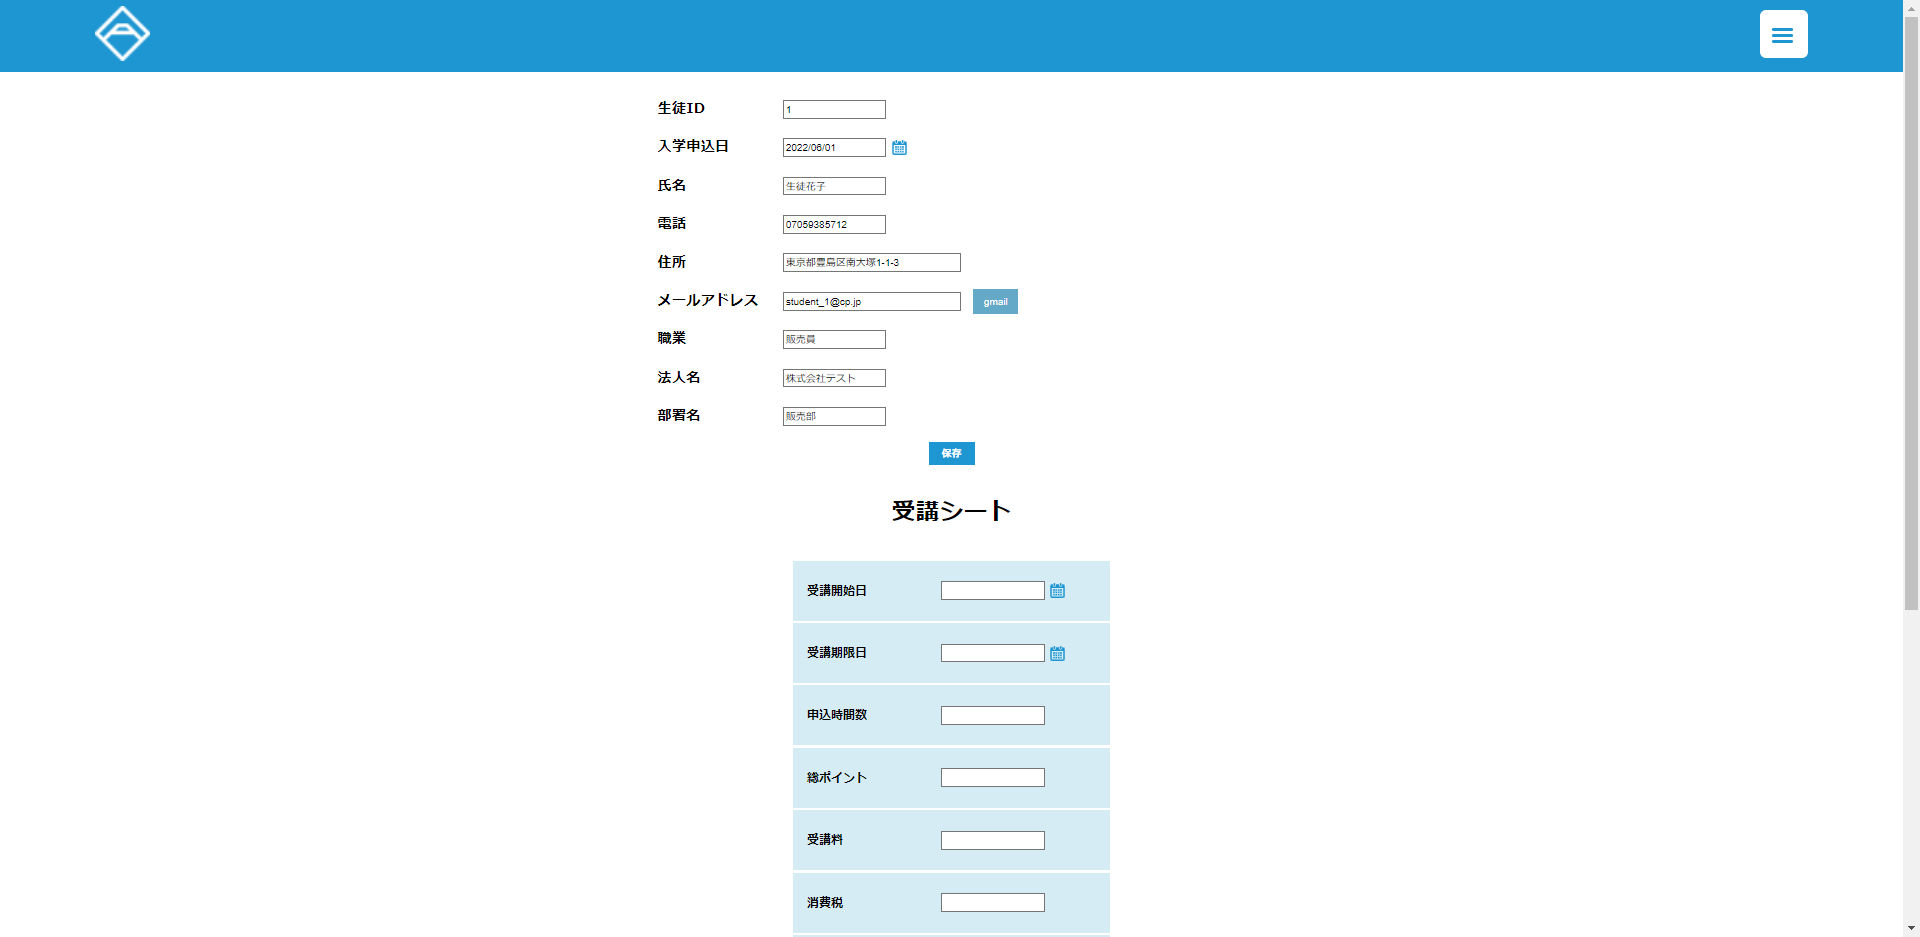 生徒ID 1
入学申込日 2022/06/01
氏名 生徒花子
電話 07059385712
住所 東京都豊島区南大塚1-1-3
メールアドレス student_1@cp.jp gmail
職業 販売員
法人名 株式会社テスト
部署名 販売部
保存
受講シート
受講開始日
受講期限日
申込時間数
総ポイント
受講料
消費税